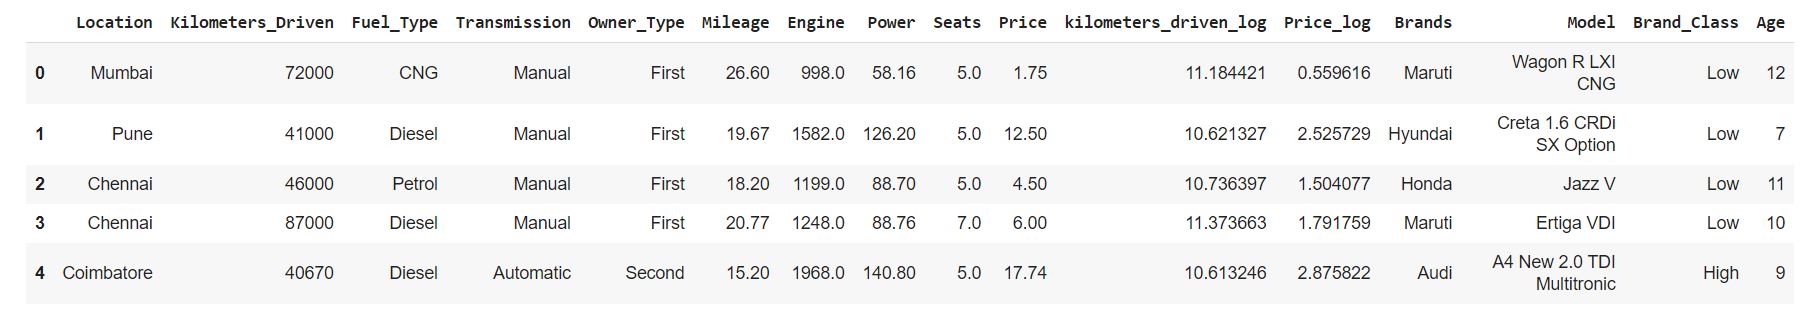 Location Kilometers_Driven Fuel_Type Transmission Owner_Type Mileage Engine Power Seats Price kilometers_driven_log Price_log Brands Model Brand_Class Age
0 Mumbai 72000 CNG Manual First 26.60 998.0 58.16 5.0 1.75 11.184421 0.559616 Maruti Wagon R LXI Low 12
CNG
1 Pune 41000 Diesel Manual First 19.67 1582.0 126.20 5.0 12.50 10.621327 2.525729 Hyundai Creta 1.6 CRDi Low 7
SX Option
2 Chennai 46000 Petrol Manual First 18.20 1199.0 88.70 5.0 4.50 10.736397 1.504077 Honda Jazz V Low 11
3 Chennai 87000 Diesel Manual First 20.77 1248.0 88.76 7.0 6.00 11.373663 1.791759 Maruti Ertiga VDI Low 10
4 Coimbatore 40670 Diesel Automatic Second 15.20 1968.0 140.80 5.0 17.74 10.613246 2.875822 Audi A4 New 2.0 TDI High 9
Multitronic